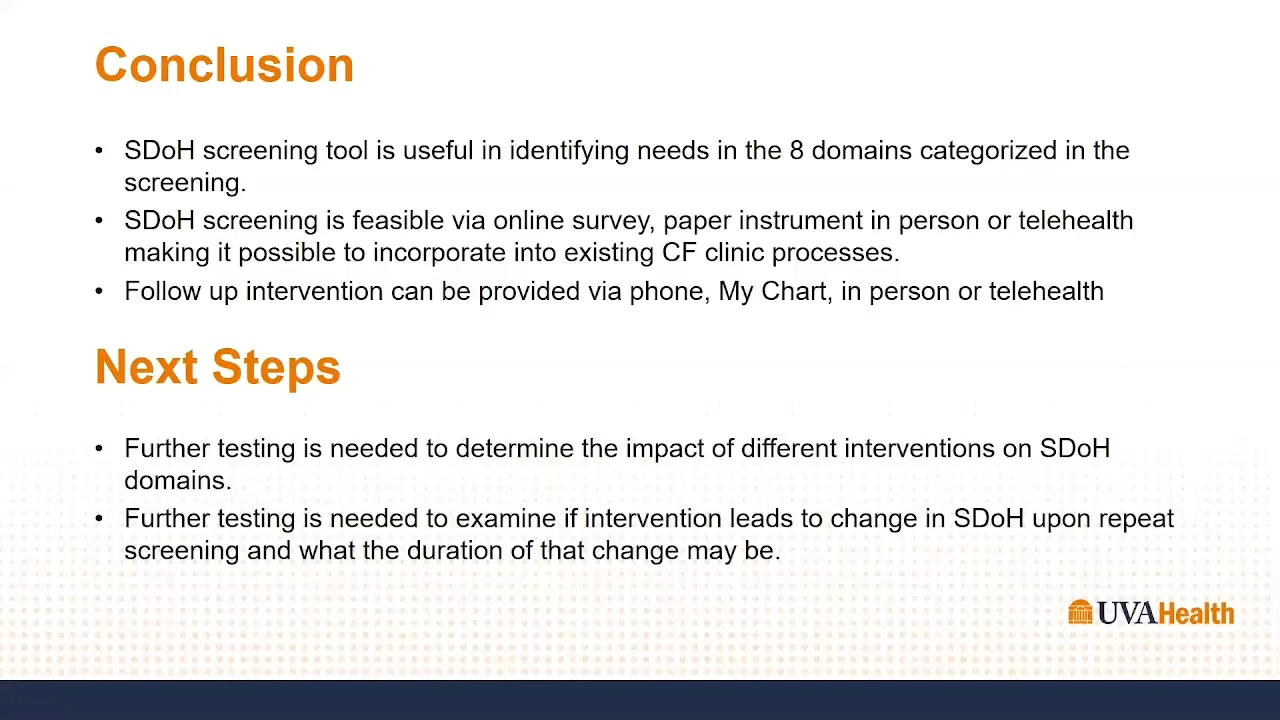 Conclusion
• SDoH screening tool is useful in identifying needs in the 8 domains categorized in the
screening.
• SDoH screening is feasible via online survey, paper instrument in person or telehealth
making it possible to incorporate into existing CF clinic processes.
• Follow up intervention can be provided via phone, My Chart, in person or telehealth
Next Steps
• Further testing is needed to determine the impact of different interventions on SDoH
domains.
• Further testing is needed to examine if intervention leads to change in SDoH upon repeat
screening and what the duration of that change may be.
UVAHealth